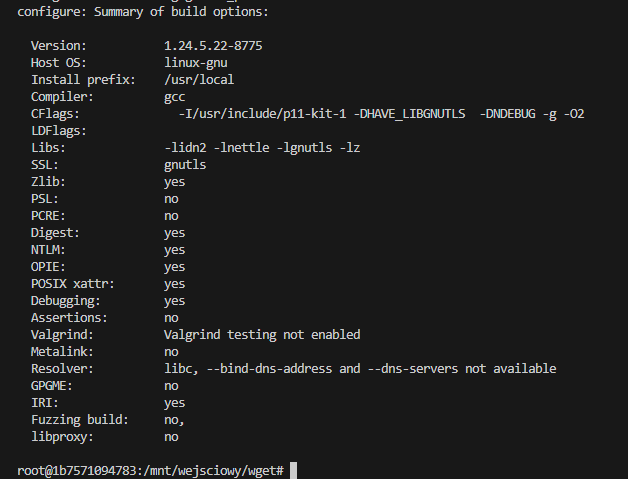 configure: Summary of build options:
Version: 1.24.5.22-8775
Host OS: linux-gnu
Install prefix: /usr/local
Compiler: gcc
CFlags: -I/usr/include/p11-kit-1 -DHAVE_LIBGNUTLS -DNDEBUG -g -O2
LDFlags:
Libs: -lidn2 -lnettle -lgnutls -lz
SSL: gnutls
Zlib: yes
PSL: no
PCRE: no
Digest: yes
NTLM: yes
OPIE: yes
POSIX xattr: yes
Debugging: yes
Assertions: no
Valgrind: Valgrind testing not enabled
Metalink: no
Resolver: libc, --bind-dns-address and --dns-servers not available
GPGME: no
IRI: yes
Fuzzing build: no,
libproxy: no
root@1b7571094783:/mnt/wejsciowy/wget#